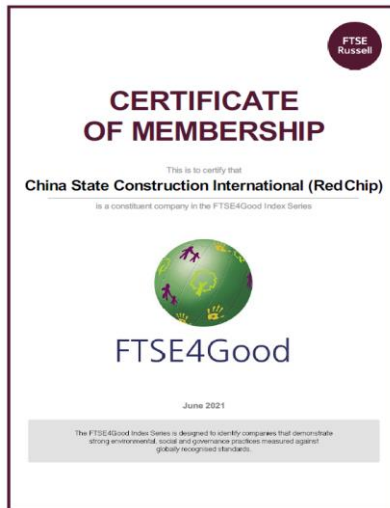 FTSE
Russell
CERTIFICATE
OF MEMBERSHIP
This is to certify that
China State Construction International (Red Chip)
is a constituent company in the FTSE4Good Index Series
FTSE4Good
June 2021
The FTSE4Good Index Series is designed to identify companies that demonstrate
strong environmental, social and governance practices measured against
globally recognised standards.